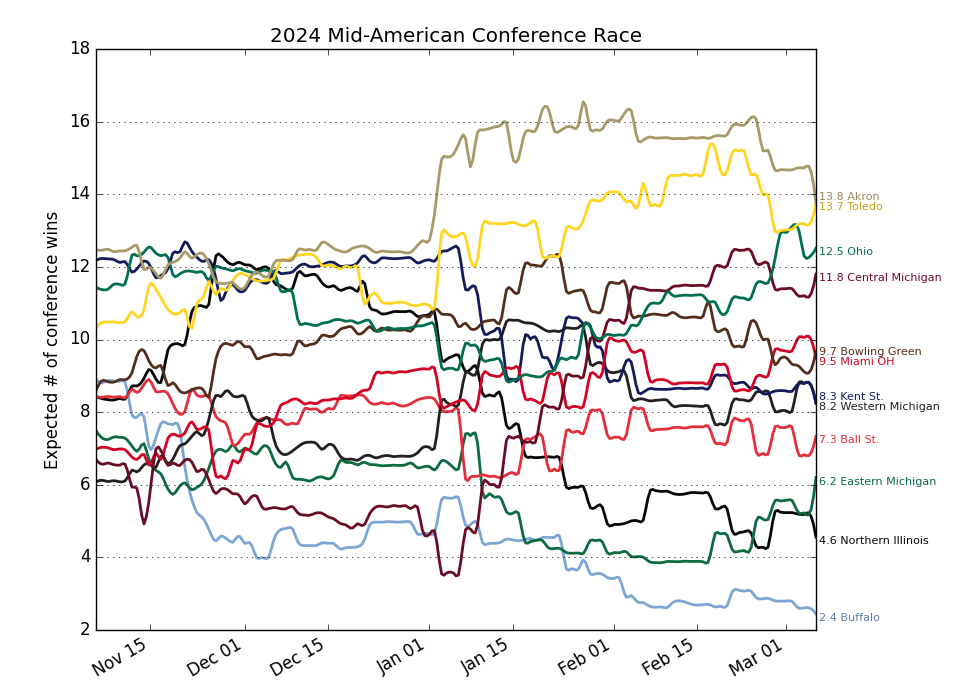 2024 Mid-American Conference Race
Expected # of conference wins
18
16
14
12
10
8
6
4
2
13.8 Akron
13.7 Toledo
12.5 Ohio
11.8 Central Michigan
9.7 Bowling Green
9.5 Miami OH
8.3 Kent St.
8.2 Western Michigan
7.3 Ball St.
6.2 Eastern Michigan
4.6 Northern Illinois
2.4 Buffalo
Nov 15
Dec 01
Dec 15
Jan 01
Jan 15
Feb 01
Feb 15
Mar 01